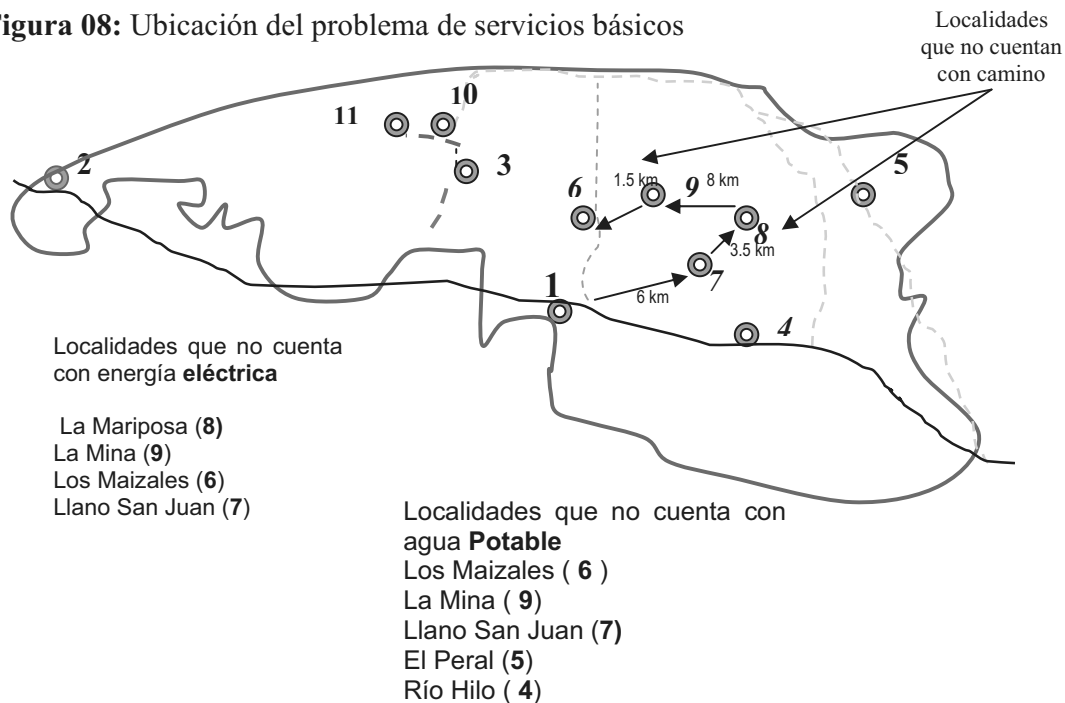 igura 08: Ubicación del problema de servicios básicos
Localidades
que no cuentan
con camino
11
10
2
3
5
6
1.5 km
9
8 km
8
3.5 km
7
1
6 km
4
Localidades que no cuenta
con energía eléctrica
La Mariposa (8)
La Mina (9)
Los Maizales (6)
Llano San Juan (7)
Localidades que no cuenta con
agua Potable
Los Maizales ( 6 )
La Mina ( 9)
Llano San Juan (7)
El Peral (5)
Río Hilo ( 4)